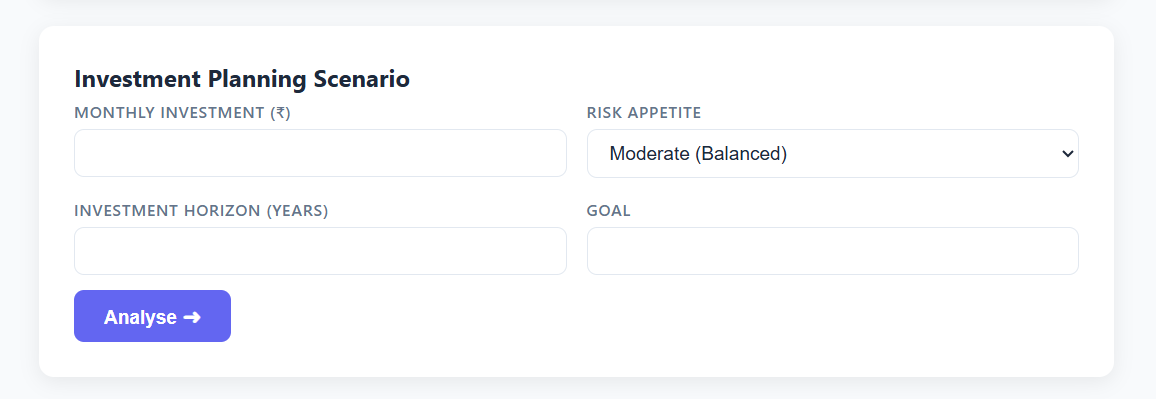 Investment Planning Scenario
MONTHLY INVESTMENT (₹)
RISK APPETITE
Moderate (Balanced)
INVESTMENT HORIZON (YEARS)
GOAL
Analyse ➜